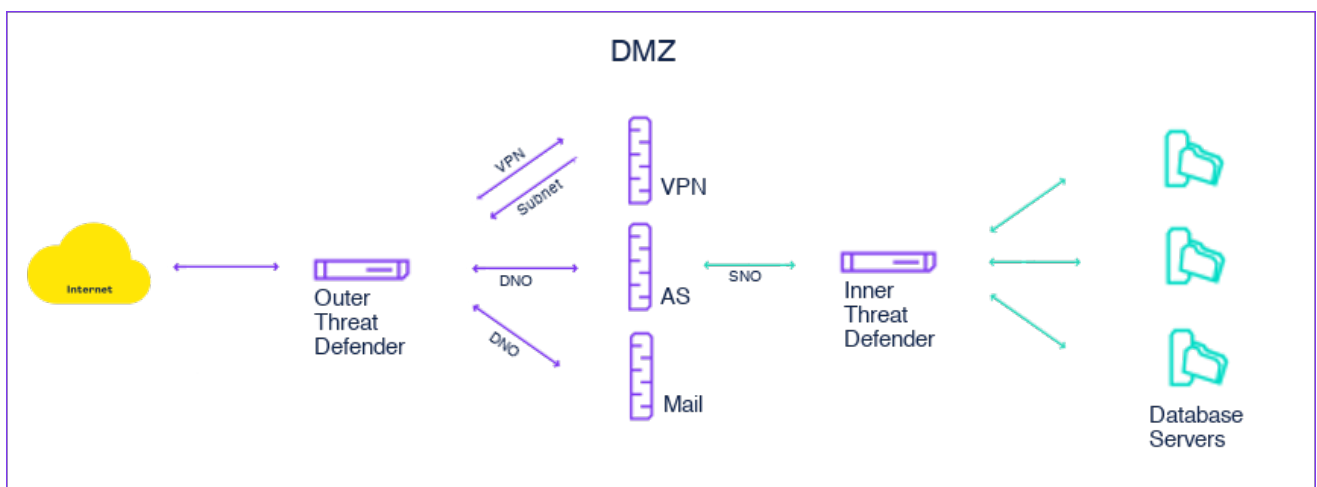 DMZ
VPN
Subnet
VPN
Internet
Outer
Threat
Defender
DNO
AS
SNO
Inner
Threat
Defender
DNO
Mail
Database
Servers